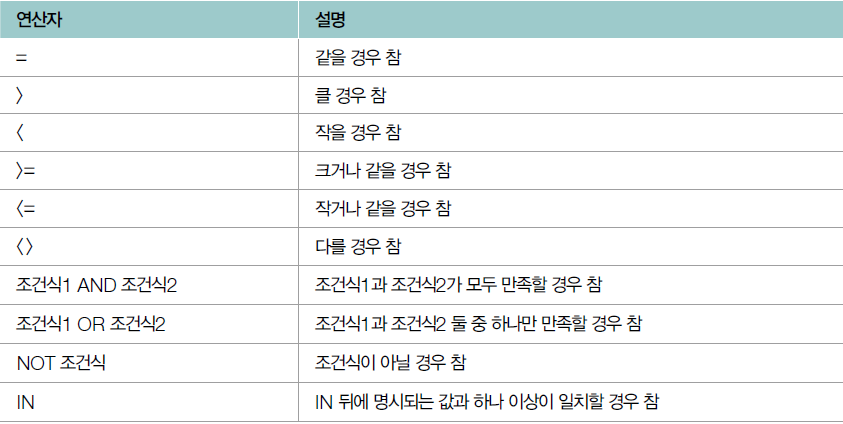 연산자 설명
= 같을 경우 참
> 클 경우 참
< 작을 경우 참
>= 크거나 같을 경우 참
<= 작거나 같을 경우 참
<> 다를 경우 참
조건식1 AND 조건식2 조건식1과 조건식2가 모두 만족할 경우 참
조건식1 OR 조건식2 조건식1과 조건식2 둘 중 하나만 만족할 경우 참
NOT 조건식 조건식이 아닐 경우 참
IN IN 뒤에 명시되는 값과 하나 이상이 일치할 경우 참